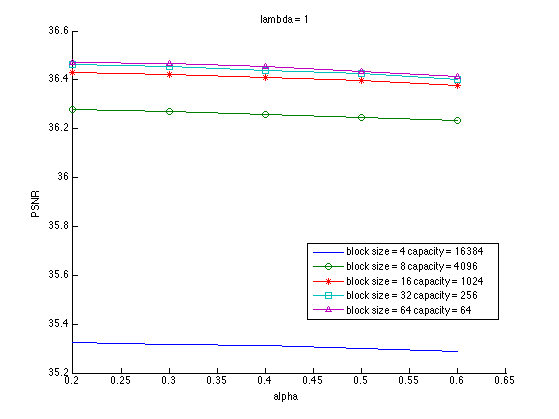 lambda = 1
36.6
36.4
36.2
36
35.8
35.6
35.4
35.2
PSNR
block size = 4 capacity = 16384
block size = 8 capacity = 4096
block size = 16 capacity = 1024
block size = 32 capacity = 256
block size = 64 capacity = 64
0.2 0.25 0.3 0.35 0.4 0.45 0.5 0.55 0.6 0.65
alpha